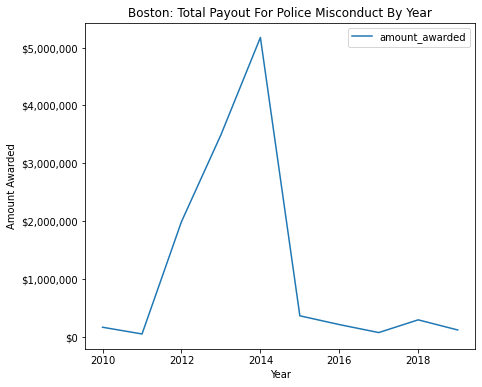 Boston: Total Payout For Police Misconduct By Year
amount_awarded
$5,000,000
$4,000,000
$3,000,000
$2,000,000
$1,000,000
$0
Amount Awarded
2010 2012 2014 2016 2018
Year